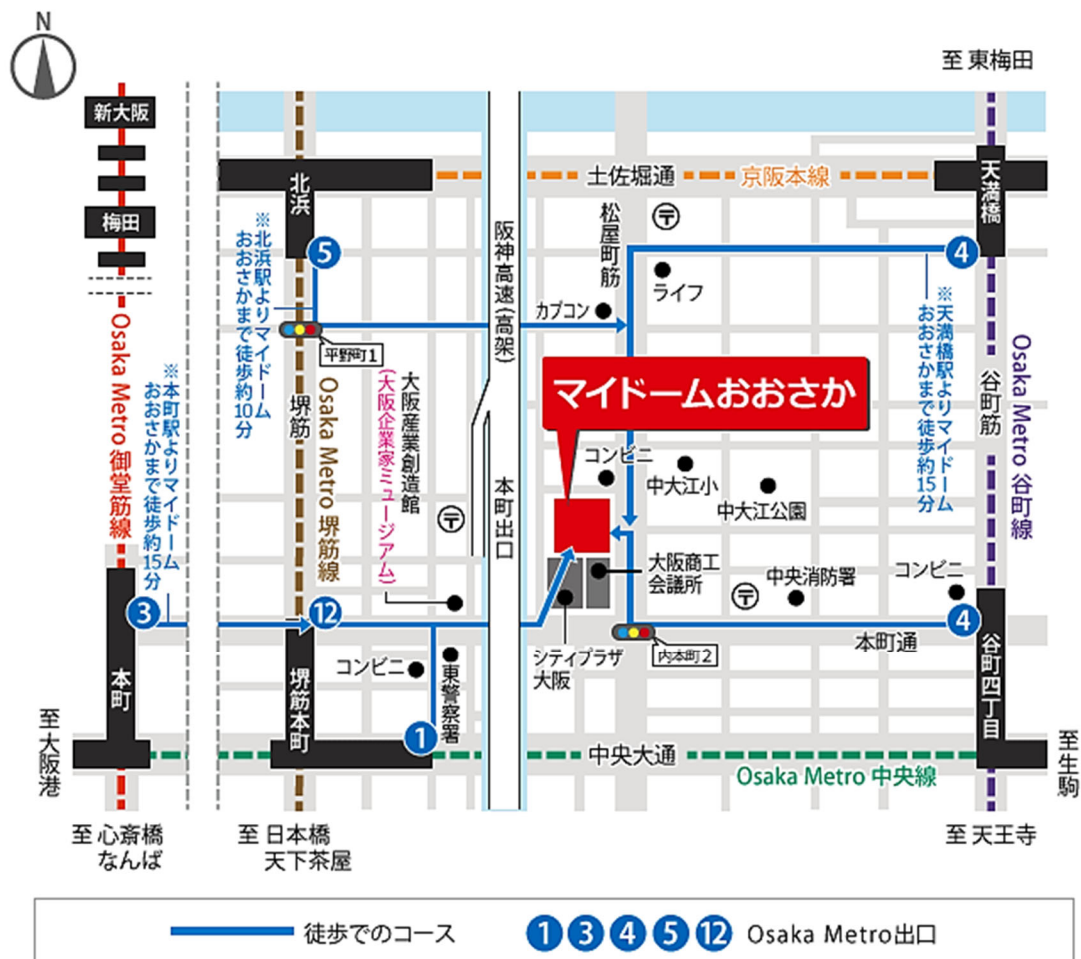 N
至 東梅田
新大阪
梅田
北浜
土佐堀通
京阪本線
天満橋
※北浜駅よりマイドーム
おおさかまで徒歩約10分
5
阪神高速(高架)
松屋町筋
〒
4
ライフ
カプコン
平野町1
※天満橋駅よりマイドーム
おおさかまで徒歩約15分
Osaka Metro 御堂筋線
※本町駅よりマイドーム
おおさかまで徒歩約15分
堺筋
Osaka Metro 堺筋線
大阪産業創造館
(大阪企業家ミュージアム)
マイドームおおさか
谷町筋
Osaka Metro 谷町線
コンビニ
中大江小
中大江公園
本町出口
〒
大阪商工
会議所
〒
中央消防署
コンビニ
3
12
4
本町通
内本町2
シティプラザ
大阪
本町
堺筋本町
コンビニ
東警察署
1
谷町四丁目
至 大阪港
中央大通
Osaka Metro 中央線
至 生駒
至 心斎橋
なんば
至 日本橋
天下茶屋
至 天王寺
徒歩でのコース
1 3 4 5 12 Osaka Metro出口